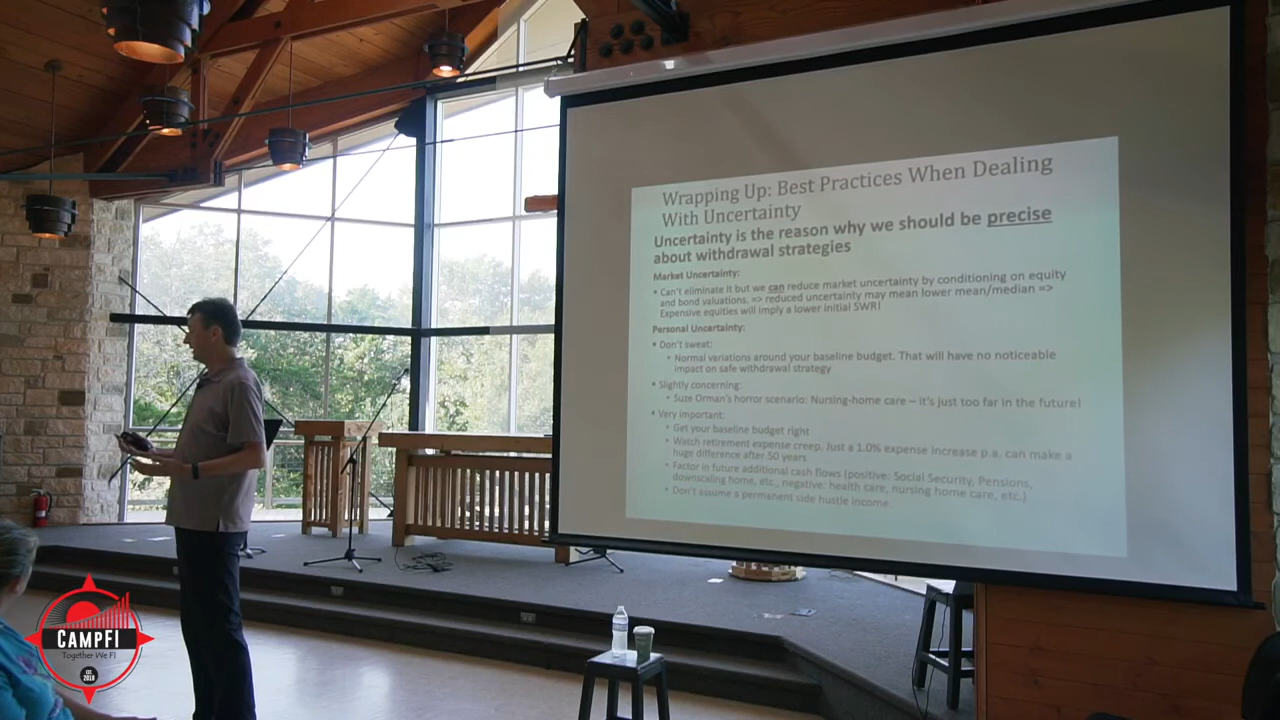 Wrapping Up: Best Practices When Dealing
With Uncertainty
Uncertainty is the reason why we should be precise
about withdrawal strategies
Market Uncertainty:
• Can't eliminate it but we can reduce market uncertainty by conditioning on equity
and bond valuations. => reduced uncertainty may mean lower mean/median =>
Expensive equities will imply a lower initial SWR!
Personal Uncertainty:
• Don't sweat:
• Normal variations around your baseline budget. That will have no noticeable
impact on safe withdrawal strategy
• Slightly concerning:
• Suze Orman's horror scenario: Nursing-home care – it's just too far in the future!
• Very important:
• Get your baseline budget right
• Watch retirement expense creep. Just a 1.0% expense increase p.a. can make a
huge difference after 50 years
• Factor in future additional cash flows (positive: Social Security, Pensions,
downscaling home, etc., negative: health care, nursing home care, etc.)
• Don't assume a permanent side hustle income.
CAMPFI
Together We FI
EST.
2018